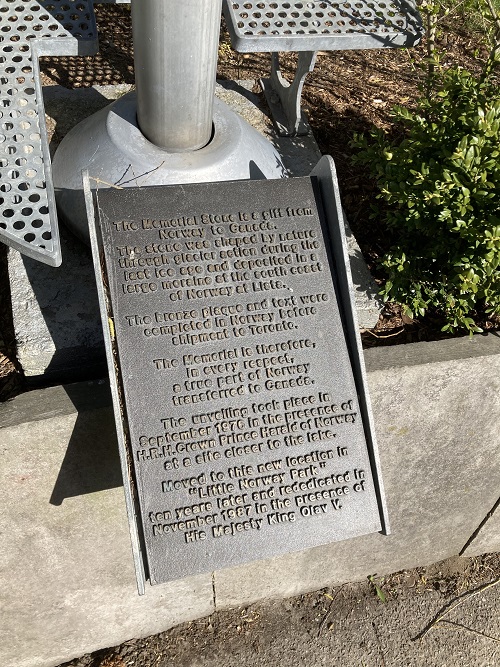 The Memorial Stone is a gift from
Norway to Canada.
The stone was shaped by nature
through glacier action during the
last ice age and deposited in a
large moraine at the south coast
of Norway at Lista.
The bronze plaque and text were
completed in Norway before
shipment to Toronto.
The Memorial is therefore,
in every respect,
a true part of Norway
transferred to Canada.
The unveiling took place in
September 1976 in the presence of
H.R.H. Crown Prince Harald of Norway
at a site closer to the lake.
Moved to this new location in
"Little Norway Park"
ten years later and rededicated in
November 1987 in the presence of
His Majesty King Olav V.